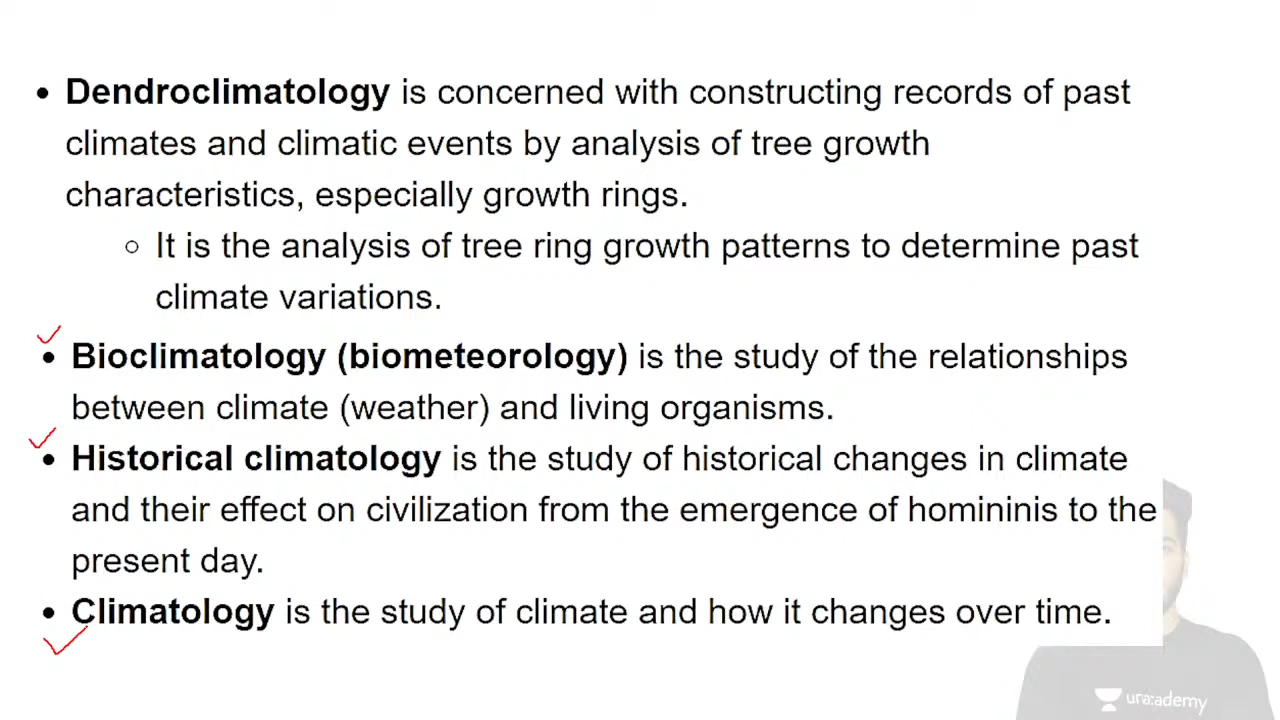 • Dendroclimatology is concerned with constructing records of past
climates and climatic events by analysis of tree growth
characteristics, especially growth rings.
○ It is the analysis of tree ring growth patterns to determine past
climate variations.
• Bioclimatology (biometeorology) is the study of the relationships
between climate (weather) and living organisms.
• Historical climatology is the study of historical changes in climate
and their effect on civilization from the emergence of homininis to the
present day.
• Climatology is the study of climate and how it changes over time.